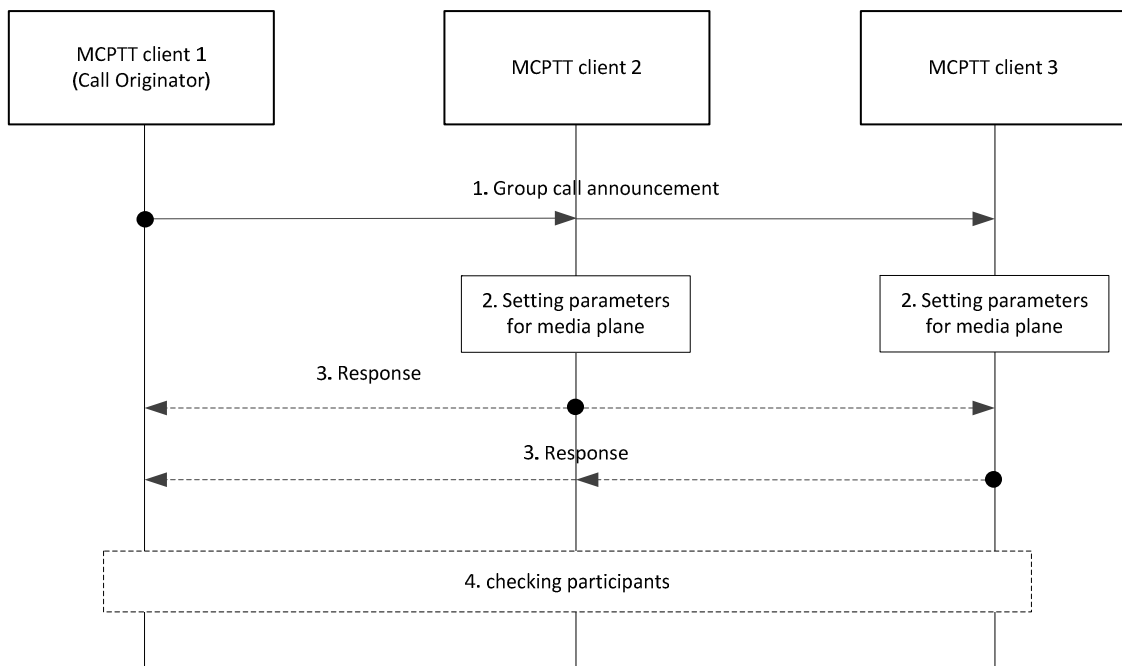 MCPTT client 1
(Call Originator)
MCPTT client 2
MCPTT client 3
1. Group call announcement
2. Setting parameters
for media plane
2. Setting parameters
for media plane
3. Response
3. Response
4. checking participants